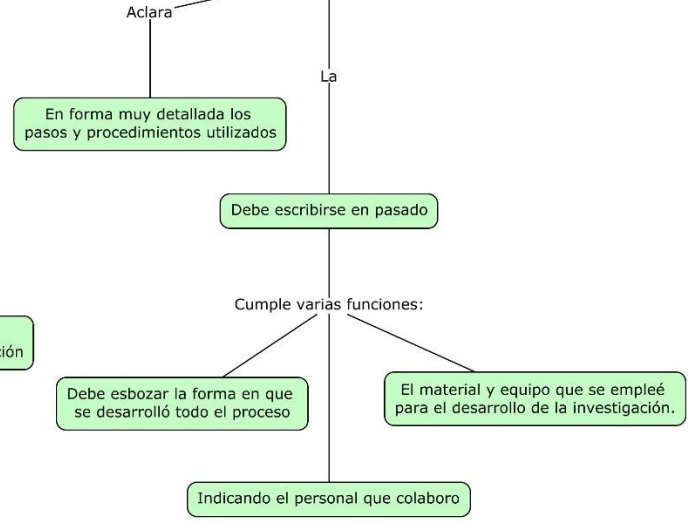 Aclara
La
En forma muy detallada los
pasos y procedimientos utilizados
Debe escribirse en pasado
Cumple varias funciones:
ción
Debe esbozar la forma en que
se desarrolló todo el proceso
El material y equipo que se empleé
para el desarrollo de la investigación.
Indicando el personal que colaboro